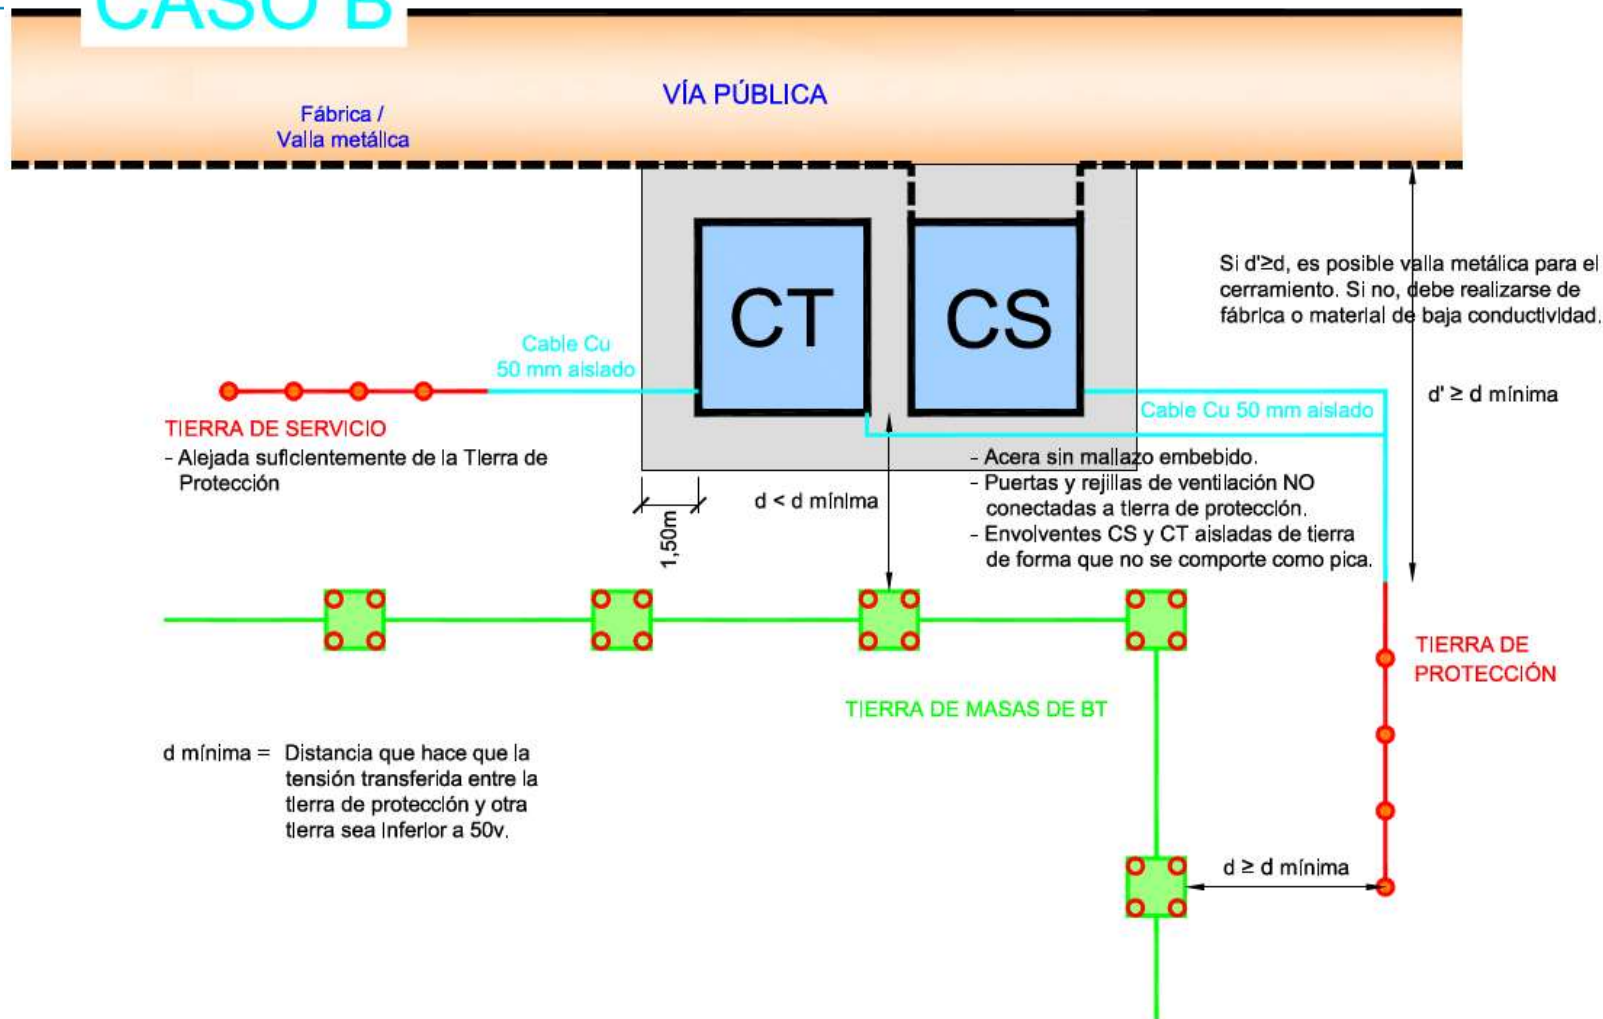 CASO B
VÍA PÚBLICA
Fábrica /
Valla metálica
CT
CS
Si d'≥d, es posible valla metálica para el
cerramiento. Si no, debe realizarse de
fábrica o material de baja conductividad.
Cable Cu
50 mm aislado
d' ≥ d mínima
Cable Cu 50 mm aislado
TIERRA DE SERVICIO
- Alejada suficientemente de la Tierra de
Protección
- Acera sin mallazo embebido.
- Puertas y rejillas de ventilación NO
conectadas a tierra de protección.
- Envolventes CS y CT aisladas de tierra
de forma que no se comporte como pica.
d < d mínima
1,50m
TIERRA DE
PROTECCIÓN
TIERRA DE MASAS DE BT
d mínima = Distancia que hace que la
tensión transferida entre la
tierra de protección y otra
tierra sea inferior a 50v.
d ≥ d mínima